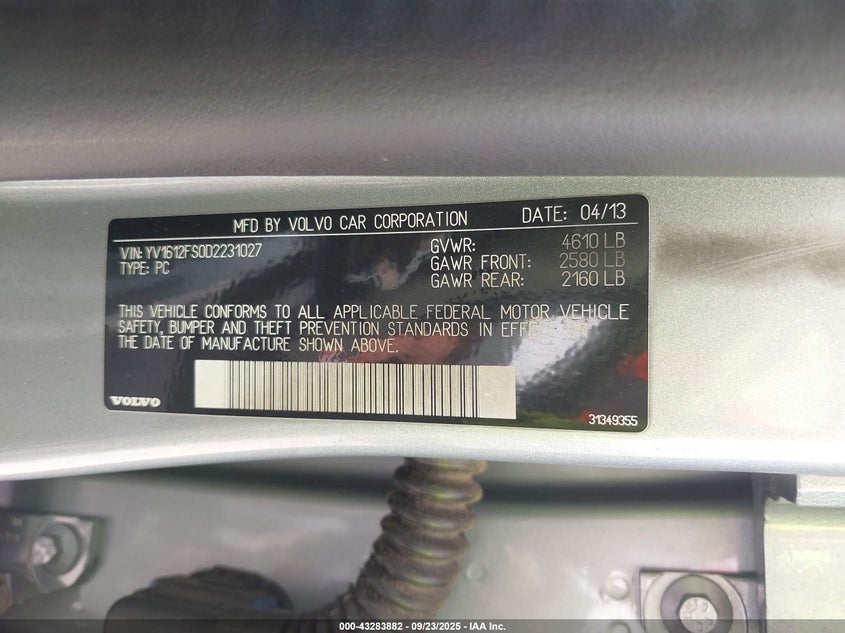 MFD BY VOLVO CAR CORPORATION DATE: 04/13
VIN: YV1612FS0D2231027
TYPE: PC
GVWR: 4610 LB
GAWR FRONT: 2580 LB
GAWR REAR: 2160 LB
THIS VEHICLE CONFORMS TO ALL APPLICABLE FEDERAL MOTOR VEHICLE
SAFETY, BUMPER AND THEFT PREVENTION STANDARDS IN EFFECT
THE DATE OF MANUFACTURE SHOWN ABOVE.
VOLVO
31349355
000-43283882 - 09/23/2025 - IAA Inc.